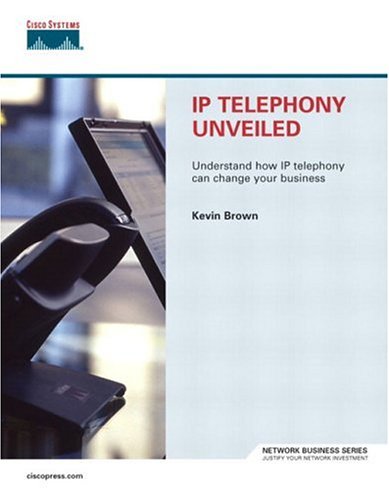 CISCO SYSTEMS
IP TELEPHONY
UNVEILED
Understand how IP telephony
can change your business
Kevin Brown
NETWORK BUSINESS SERIES
JUSTIFY YOUR NETWORK INVESTMENT
ciscopress.com